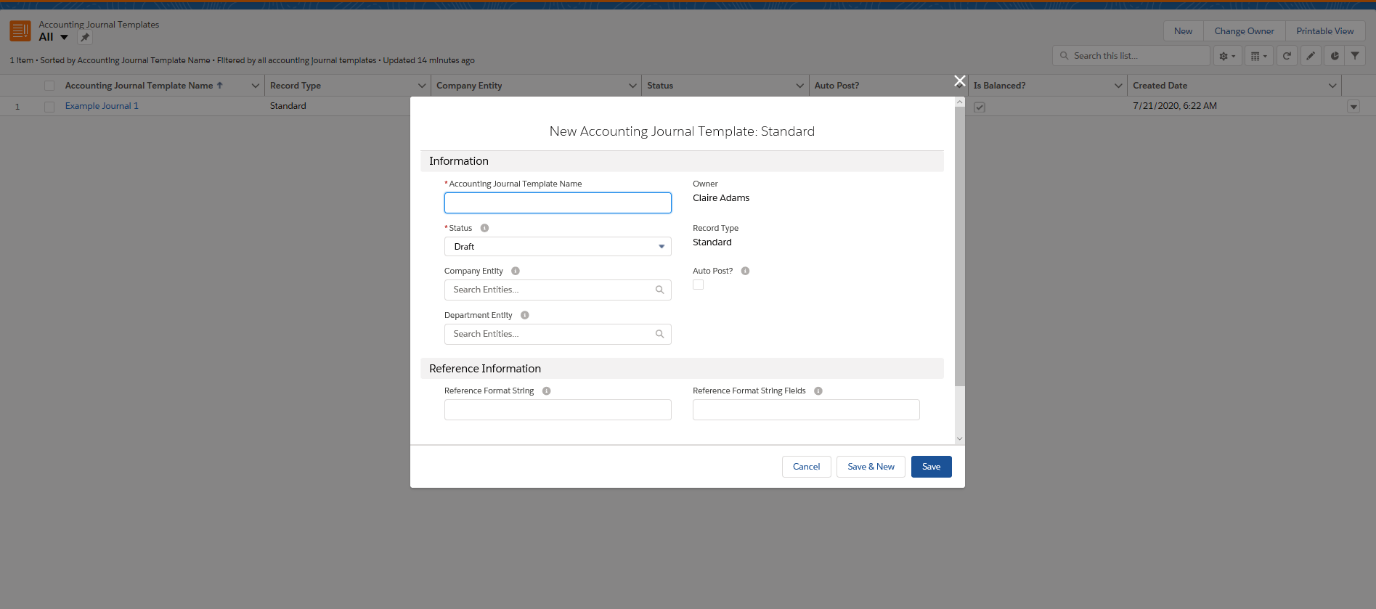 Accounting Journal Templates
All
New
Change Owner
Printable View
1 item • Sorted by Accounting Journal Template Name • Filtered by all accounting journal templates • Updated 14 minutes ago
Search this list...
Accounting Journal Template Name ↑
Record Type
Company Entity
Status
Auto Post?
Is Balanced?
Created Date
1
Example Journal 1
Standard
7/21/2020, 6:22 AM
New Accounting Journal Template: Standard
Information
*Accounting Journal Template Name
Owner
Claire Adams
*Status
Draft
Record Type
Standard
Company Entity
Search Entities...
Auto Post?
Department Entity
Search Entities...
Reference Information
Reference Format String
Reference Format String Fields
Cancel
Save & New
Save